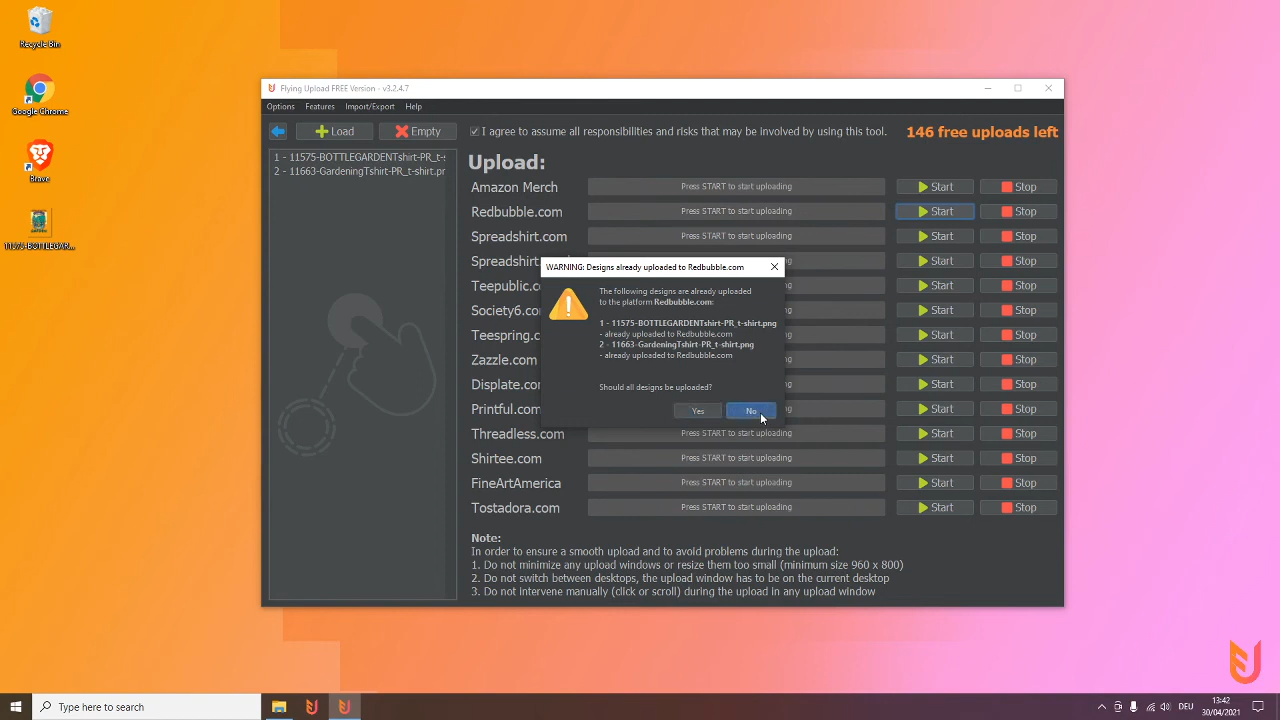 Recycle Bin
Google Chrome
Brave
11575-BOTTLEGAR...
Flying Upload FREE Version - v3.2.4.7
Options Features Import/Export Help
Load Empty I agree to assume all responsibilities and risks that may be involved by using this tool. 146 free uploads left
1 - 11575-BOTTLEGARDENTshirt-PR_t-s
2 - 11663-GardeningTshirt-PR_t-shirt.pr
Upload:
Amazon Merch Press START to start uploading Start Stop
Redbubble.com Press START to start uploading Start Stop
Spreadshirt.com Press START to start uploading Start Stop
Spreadshirt. Start Stop
Teepublic.co ng Start Stop
Society6.com ng Start Stop
Teespring.co ng Start Stop
Zazzle.com ng Start Stop
Displate.com ng Start Stop
Printful.com ng Start Stop
Threadless.com Press START to start uploading Start Stop
Shirtee.com Press START to start uploading Start Stop
FineArtAmerica Press START to start uploading Start Stop
Tostadora.com Press START to start uploading Start Stop
WARNING: Designs already uploaded to Redbubble.com
The following designs are already uploaded
to the platform Redbubble.com:
1 - 11575-BOTTLEGARDENTshirt-PR_t-shirt.png
- already uploaded to Redbubble.com
2 - 11663-GardeningTshirt-PR_t-shirt.png
- already uploaded to Redbubble.com
Should all designs be uploaded?
Yes No
Note:
In order to ensure a smooth upload and to avoid problems during the upload:
1. Do not minimize any upload windows or resize them too small (minimum size 960 x 800)
2. Do not switch between desktops, the upload window has to be on the current desktop
3. Do not intervene manually (click or scroll) during the upload in any upload window
Type here to search
DEU
13:42
30/04/2021